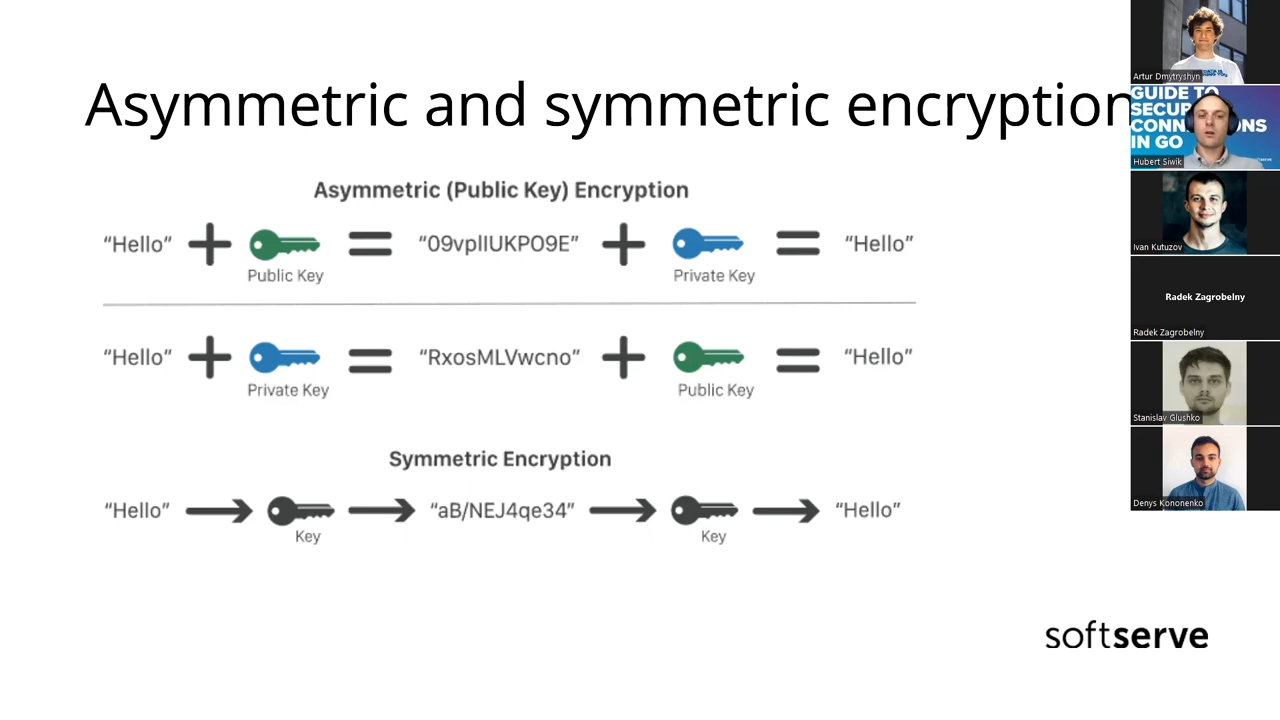 Asymmetric and symmetric encryption
Asymmetric (Public Key) Encryption
“Hello” + Public Key = “09vplIUKPO9E” + Private Key = “Hello”
“Hello” + Private Key = “RxosMLVwcno” + Public Key = “Hello”
Symmetric Encryption
“Hello” Key “aB/NEJ4qe34” Key “Hello”
softserve
Artur Dmytryshyn
GUIDE TO
SECUR
CONN IONS
IN GO
Hubert Siwik
Ivan Kutuzov
Radek Zagrobelny
Radek Zagrobelny
Stanislav Glushko
Denys Kononenko